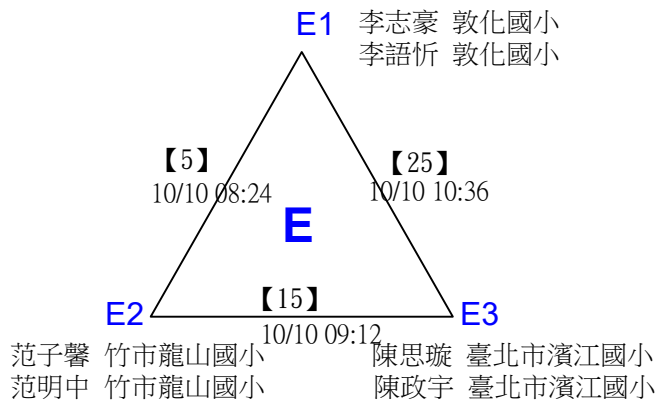 E1 李志豪 敦化國小
李語忻 敦化國小
【5】
10/10 08:24
【25】
10/10 10:36
E
E2
【15】
10/10 09:12
E3
范子馨 竹市龍山國小
范明中 竹市龍山國小
陳思璇 臺北市濱江國小
陳政宇 臺北市濱江國小